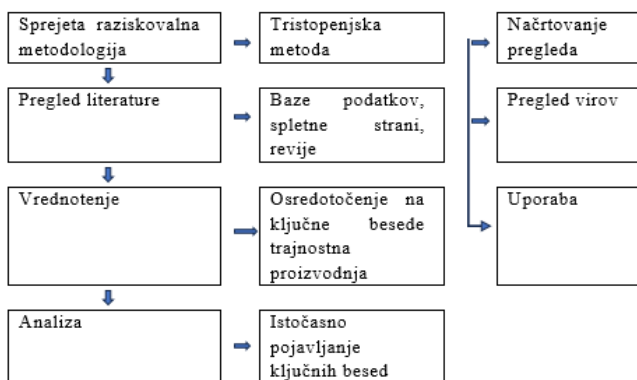 Sprejeta raziskovalna
metodologija
Tristopenjska
metoda
Načrtovanje
pregleda
Pregled literature
Baze podatkov,
spletne strani,
revije
Pregled virov
Vrednotenje
Osredotočenje na
ključne besede
trajnostna
proizvodnja
Uporaba
Analiza
Istočasno
pojavljanje
ključnih besed